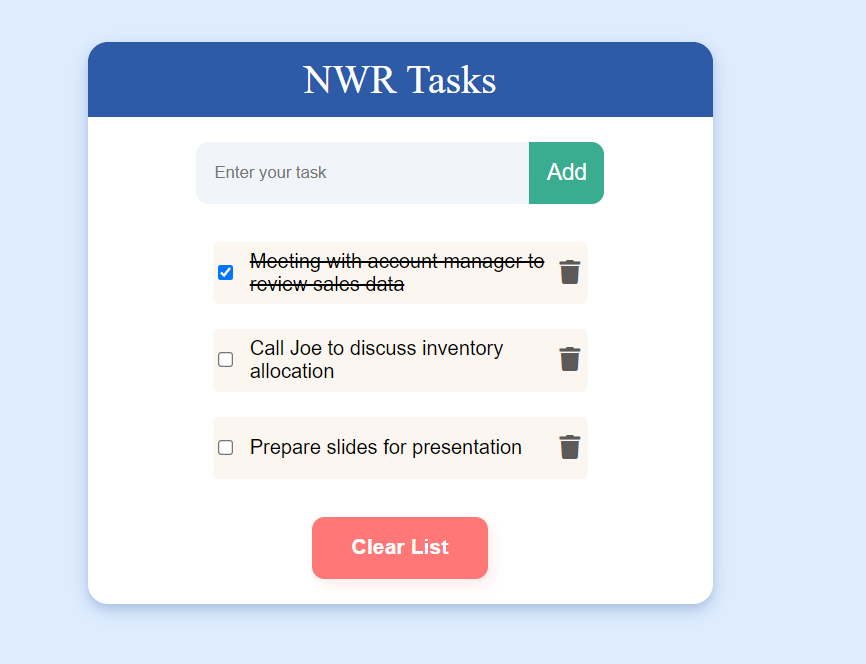 NWR Tasks
Enter your task
Add
Meeting with account manager to
review sales data
Call Joe to discuss inventory
allocation
Prepare slides for presentation
Clear List